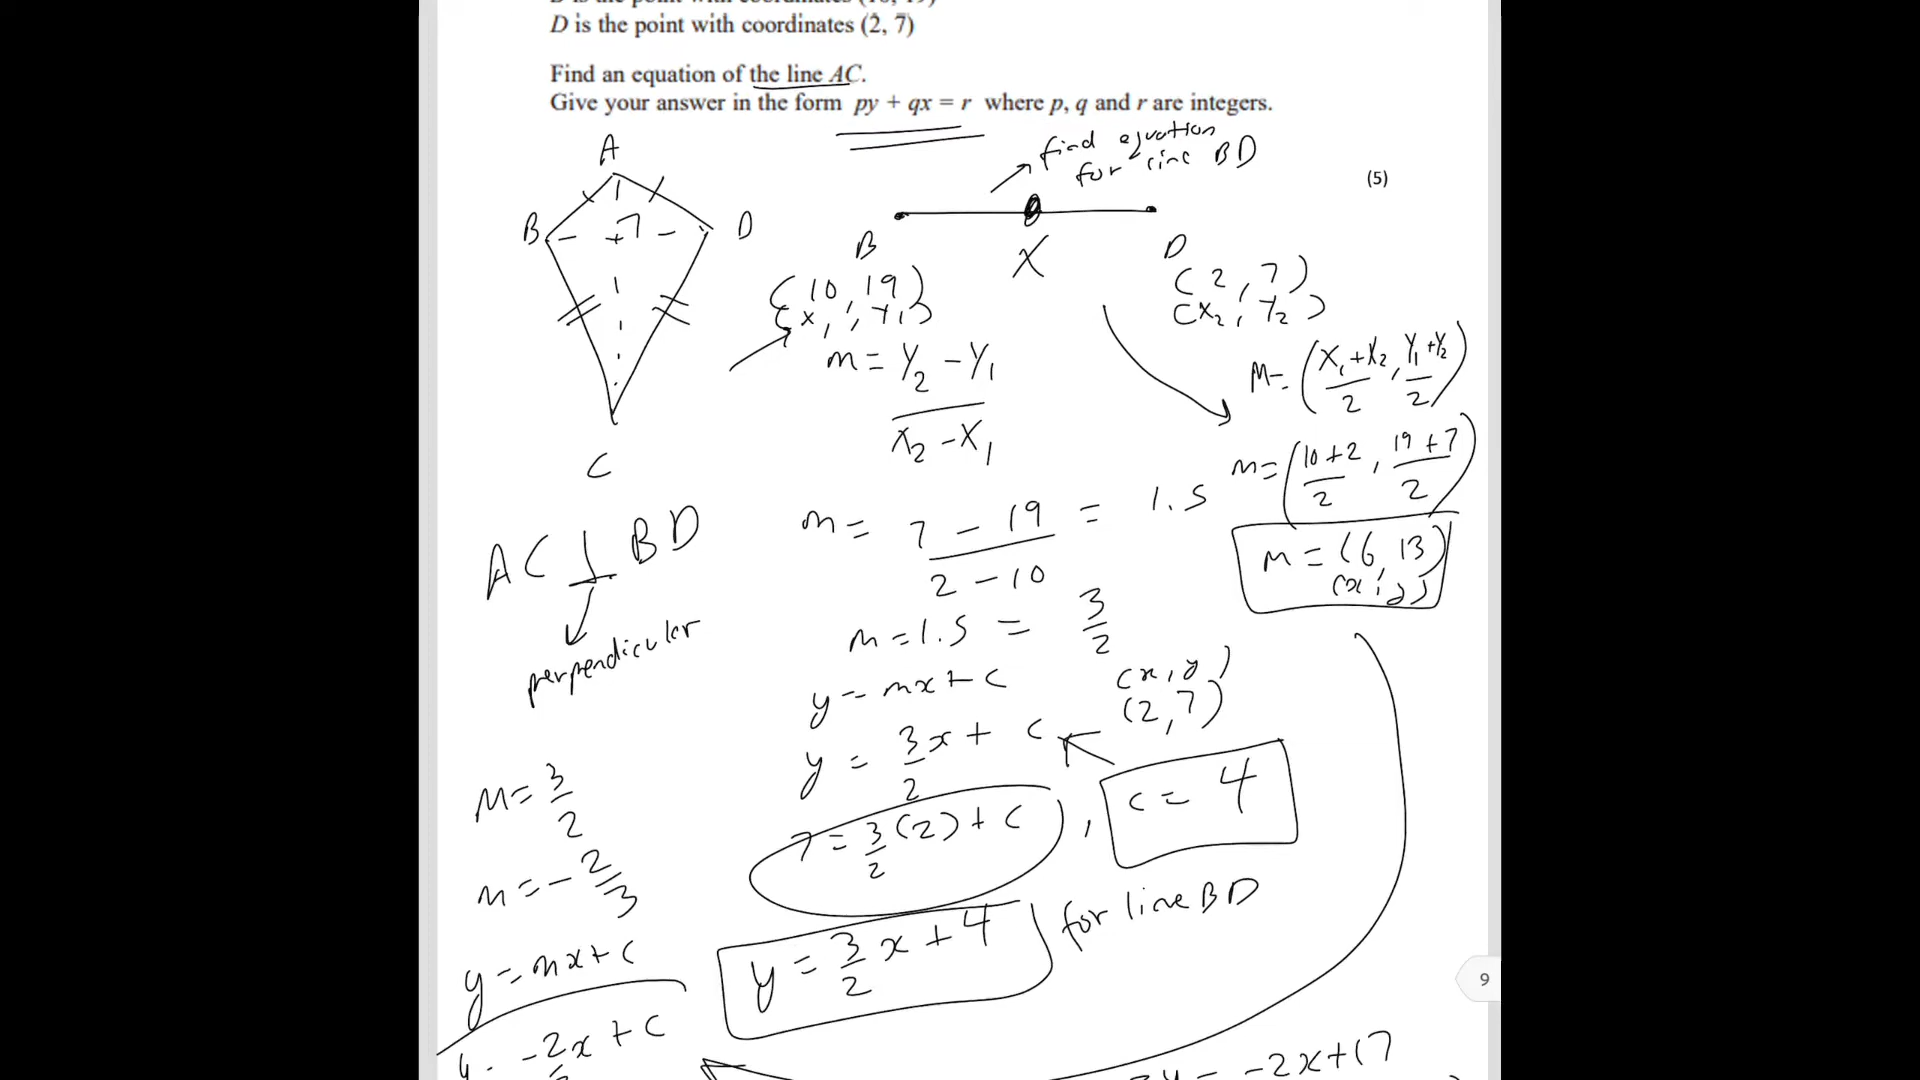 D is the point with coordinates (2, 7)
Find an equation of the line AC.
Give your answer in the form py + qx = r where p, q and r are integers.
(5)
find equation
for line BD
A
B
D
C
B
X
D
(10, 19)
(x₁, y₁)
(2, 7)
(x₂, y₂)
m = y₂ - y₁
x₂ - x₁
M = (x₁+x₂/2, y₁+y₂/2)
m = (10+2/2, 19+7/2)
m = (6, 13)
(x, y)
m = 7 - 19 / 2 - 10 = 1.5
AC ⊥ BD
perpendicular
m = 1.5 = 3/2
y = mx + c
(x, y)
(2, 7)
y = 3/2 x + c
7 = 3/2 (2) + c , c = 4
y = 3/2 x + 4 for line BD
M = 3/2
m = - 2/3
y = mx + c
-2x + c
-2x + 17
9